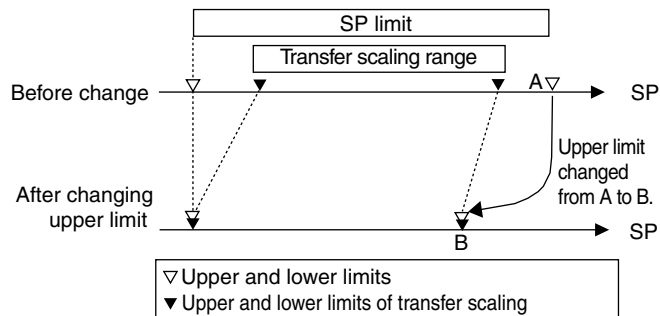 SP limit
Transfer scaling range
Before change
A
SP
Upper limit
changed
from A to B.
After changing
upper limit
B
SP
▽ Upper and lower limits
▼ Upper and lower limits of transfer scaling